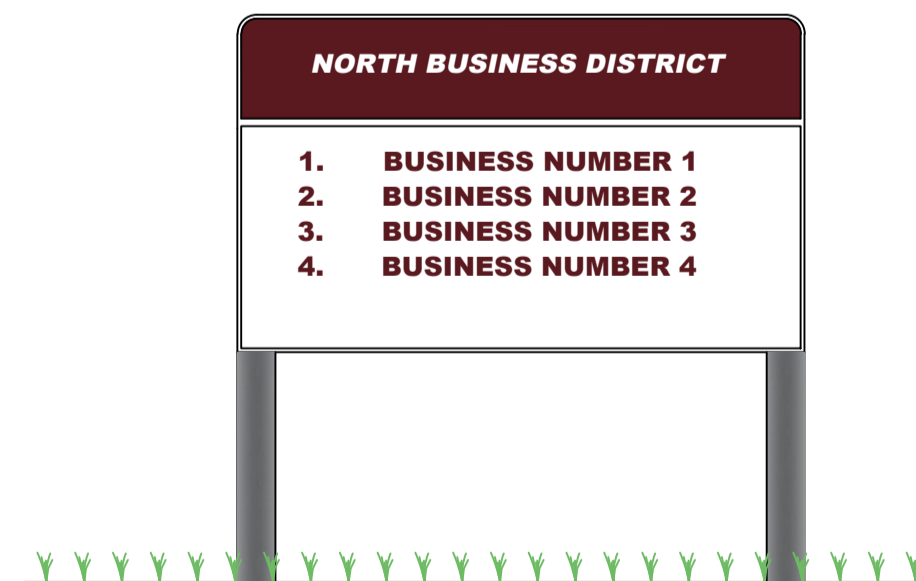 NORTH BUSINESS DISTRICT
1. BUSINESS NUMBER 1
2. BUSINESS NUMBER 2
3. BUSINESS NUMBER 3
4. BUSINESS NUMBER 4